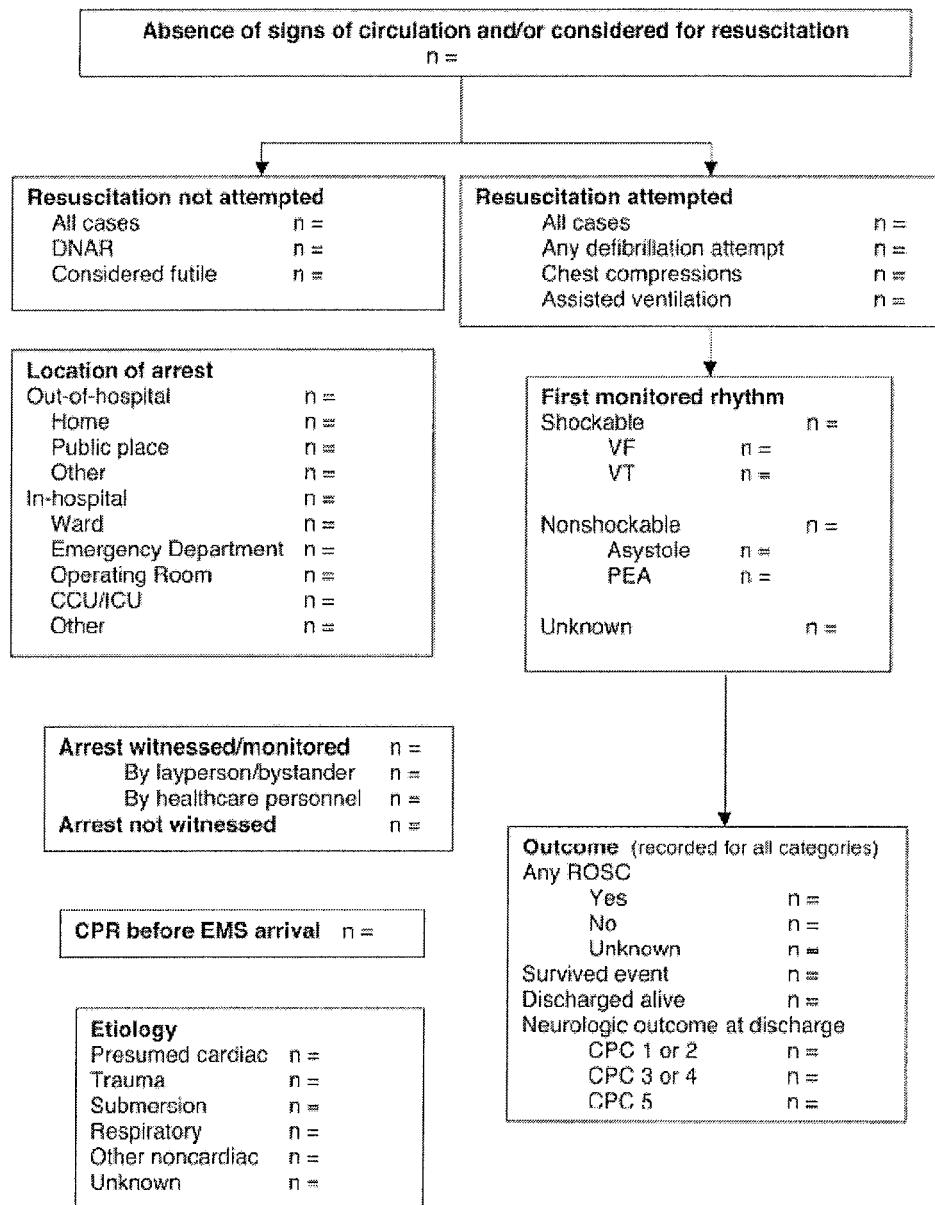 Absence of signs of circulation and/or considered for resuscitation
n =
Resuscitation not attempted
All cases n =
DNAR n =
Considered futile n =
Resuscitation attempted
All cases n =
Any defibrillation attempt n =
Chest compressions n =
Assisted ventilation n =
Location of arrest
Out-of-hospital n =
Home n =
Public place n =
Other n =
In-hospital n =
Ward n =
Emergency Department n =
Operating Room n =
CCU/ICU n =
Other n =
First monitored rhythm
Shockable n =
VF n =
VT n =
Nonshockable n =
Asystole n =
PEA n =
Unknown n =
Arrest witnessed/monitored n =
By layperson/bystander n =
By healthcare personnel n =
Arrest not witnessed n =
CPR before EMS arrival n =
Etiology
Presumed cardiac n =
Trauma n =
Submersion n =
Respiratory n =
Other noncardiac n =
Unknown n =
Outcome (recorded for all categories)
Any ROSC
Yes n =
No n =
Unknown n =
Survived event n =
Discharged alive n =
Neurologic outcome at discharge
CPC 1 or 2 n =
CPC 3 or 4 n =
CPC 5 n =